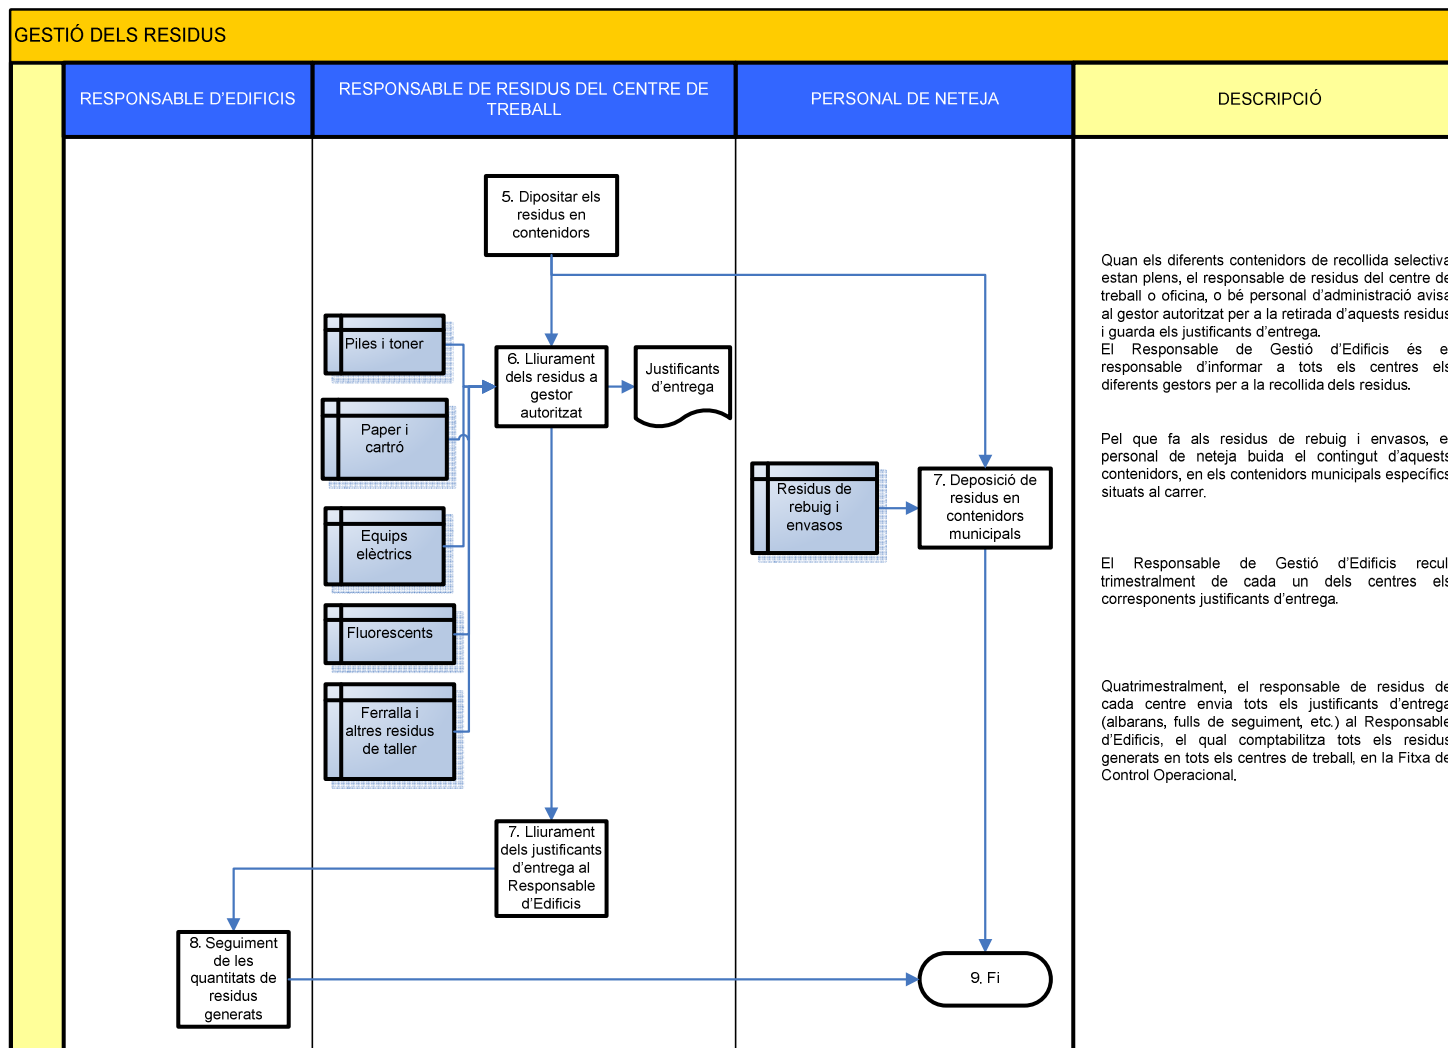 GESTIÓ DELS RESIDUS
RESPONSABLE D'EDIFICIS
RESPONSABLE DE RESIDUS DEL CENTRE DE
TREBALL
PERSONAL DE NETEJA
DESCRIPCIÓ
5. Dipositar els
residus en
contenidors
Piles i toner
Paper i
cartró
Equips
elèctrics
Fluorescents
Ferralla i
altres residus
de taller
6. Lliurament
dels residus a
gestor
autoritzat
Justificants
d'entrega
Residus de
rebuig i
envasos
7. Deposició de
residus en
contenidors
municipals
7. Lliurament
dels justificants
d'entrega al
Responsable
d'Edificis
8. Seguiment
de les
quantitats de
residus
generats
9. Fi
Quan els diferents contenidors de recollida selectiva
estan plens, el responsable de residus del centre de
treball o oficina, o bé personal d'administració avisa
al gestor autoritzat per a la retirada d'aquests residus
i guarda els justificants d'entrega.
El Responsable de Gestió d'Edificis és e
responsable d'informar a tots els centres els
diferents gestors per a la recollida dels residus.
Pel que fa als residus de rebuig i envasos, e
personal de neteja buida el contingut d'aquests
contenidors, en els contenidors municipals específics
situats al carrer.
El Responsable de Gestió d'Edificis recul
trimestralment de cada un dels centres els
corresponents justificants d'entrega.
Quatrimestralment, el responsable de residus de
cada centre envia tots els justificants d'entrega
(albarans, fulls de seguiment, etc.) al Responsable
d'Edificis, el qual comptabilitza tots els residus
generats en tots els centres de treball, en la Fitxa de
Control Operacional.